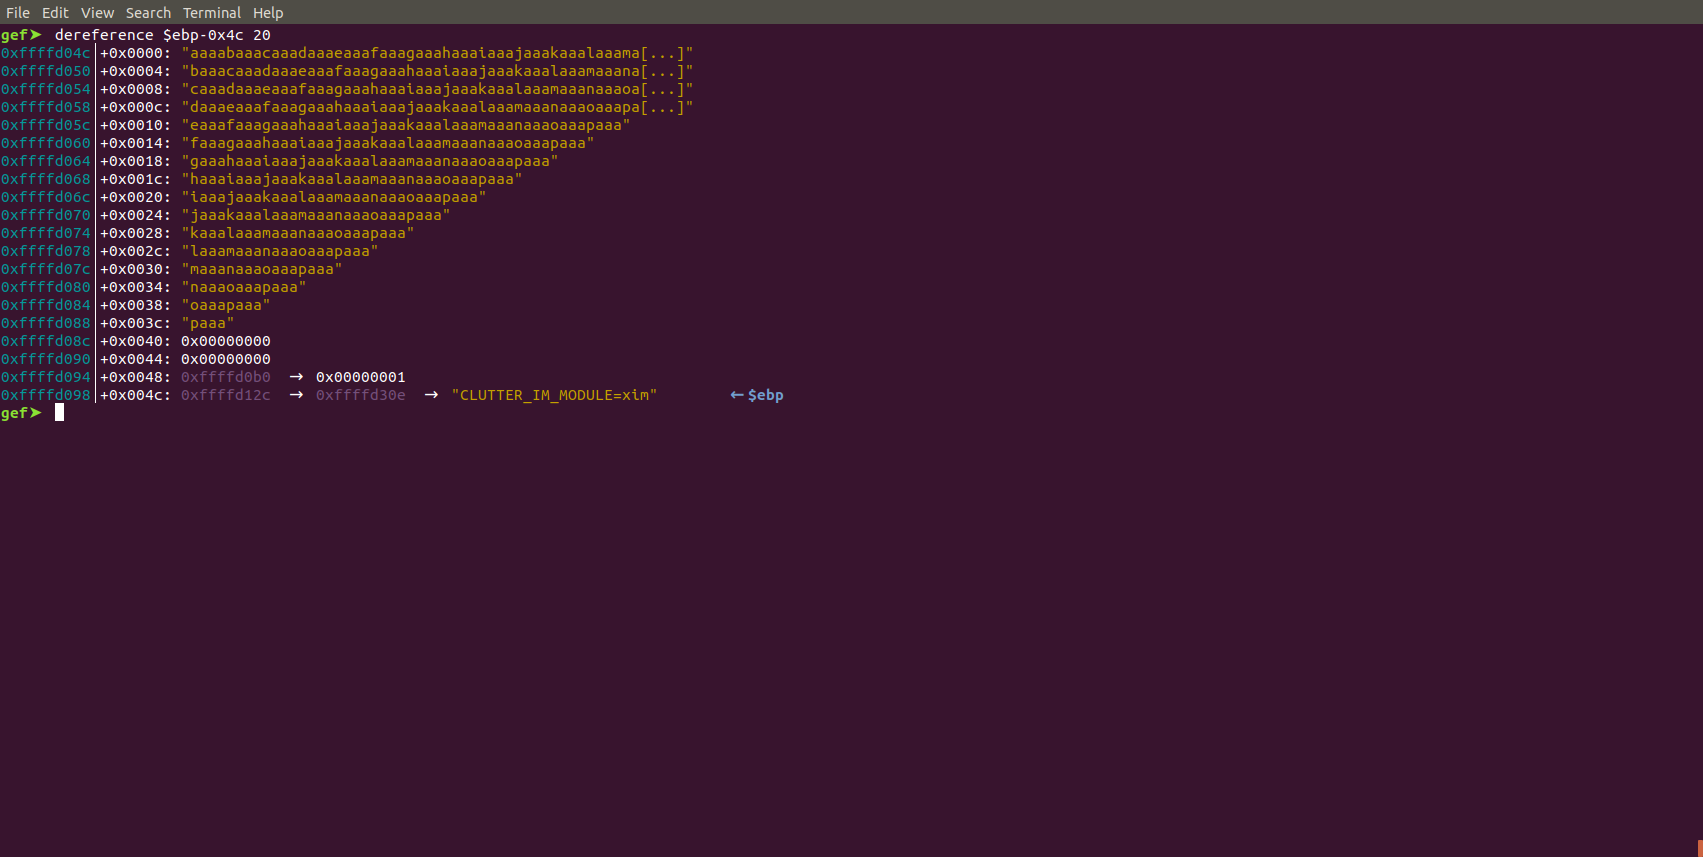 File Edit View Search Terminal Help
gef➤ dereference $ebp-0x4c 20
0xffffd04c│+0x0000: "aaaabaaacaaadaaaeaaafaaagaaahaaaiaaajaaakaaalaaama[...]"
0xffffd050│+0x0004: "baaacaaadaaaeaaafaaagaaahaaaiaaajaaakaaalaaamaaana[...]"
0xffffd054│+0x0008: "caaadaaaeaaafaaagaaahaaaiaaajaaakaaalaaamaaanaaaoa[...]"
0xffffd058│+0x000c: "daaaeaaafaaagaaahaaaiaaajaaakaaalaaamaaanaaaoaaapa[...]"
0xffffd05c│+0x0010: "eaaafaaagaaahaaaiaaajaaakaaalaaamaaanaaaoaaapaaa"
0xffffd060│+0x0014: "faaagaaahaaaiaaajaaakaaalaaamaaanaaaoaaapaaa"
0xffffd064│+0x0018: "gaaahaaaiaaajaaakaaalaaamaaanaaaoaaapaaa"
0xffffd068│+0x001c: "haaaiaaajaaakaaalaaamaaanaaaoaaapaaa"
0xffffd06c│+0x0020: "iaaajaaakaaalaaamaaanaaaoaaapaaa"
0xffffd070│+0x0024: "jaaakaaalaaamaaanaaaoaaapaaa"
0xffffd074│+0x0028: "kaaalaaamaaanaaaoaaapaaa"
0xffffd078│+0x002c: "laaamaaanaaaoaaapaaa"
0xffffd07c│+0x0030: "maaanaaaoaaapaaa"
0xffffd080│+0x0034: "naaaoaaapaaa"
0xffffd084│+0x0038: "oaaapaaa"
0xffffd088│+0x003c: "paaa"
0xffffd08c│+0x0040: 0x00000000
0xffffd090│+0x0044: 0x00000000
0xffffd094│+0x0048: 0xffffd0b0 → 0x00000001
0xffffd098│+0x004c: 0xffffd12c → 0xffffd30e → "CLUTTER_IM_MODULE=xim" ← $ebp
gef➤